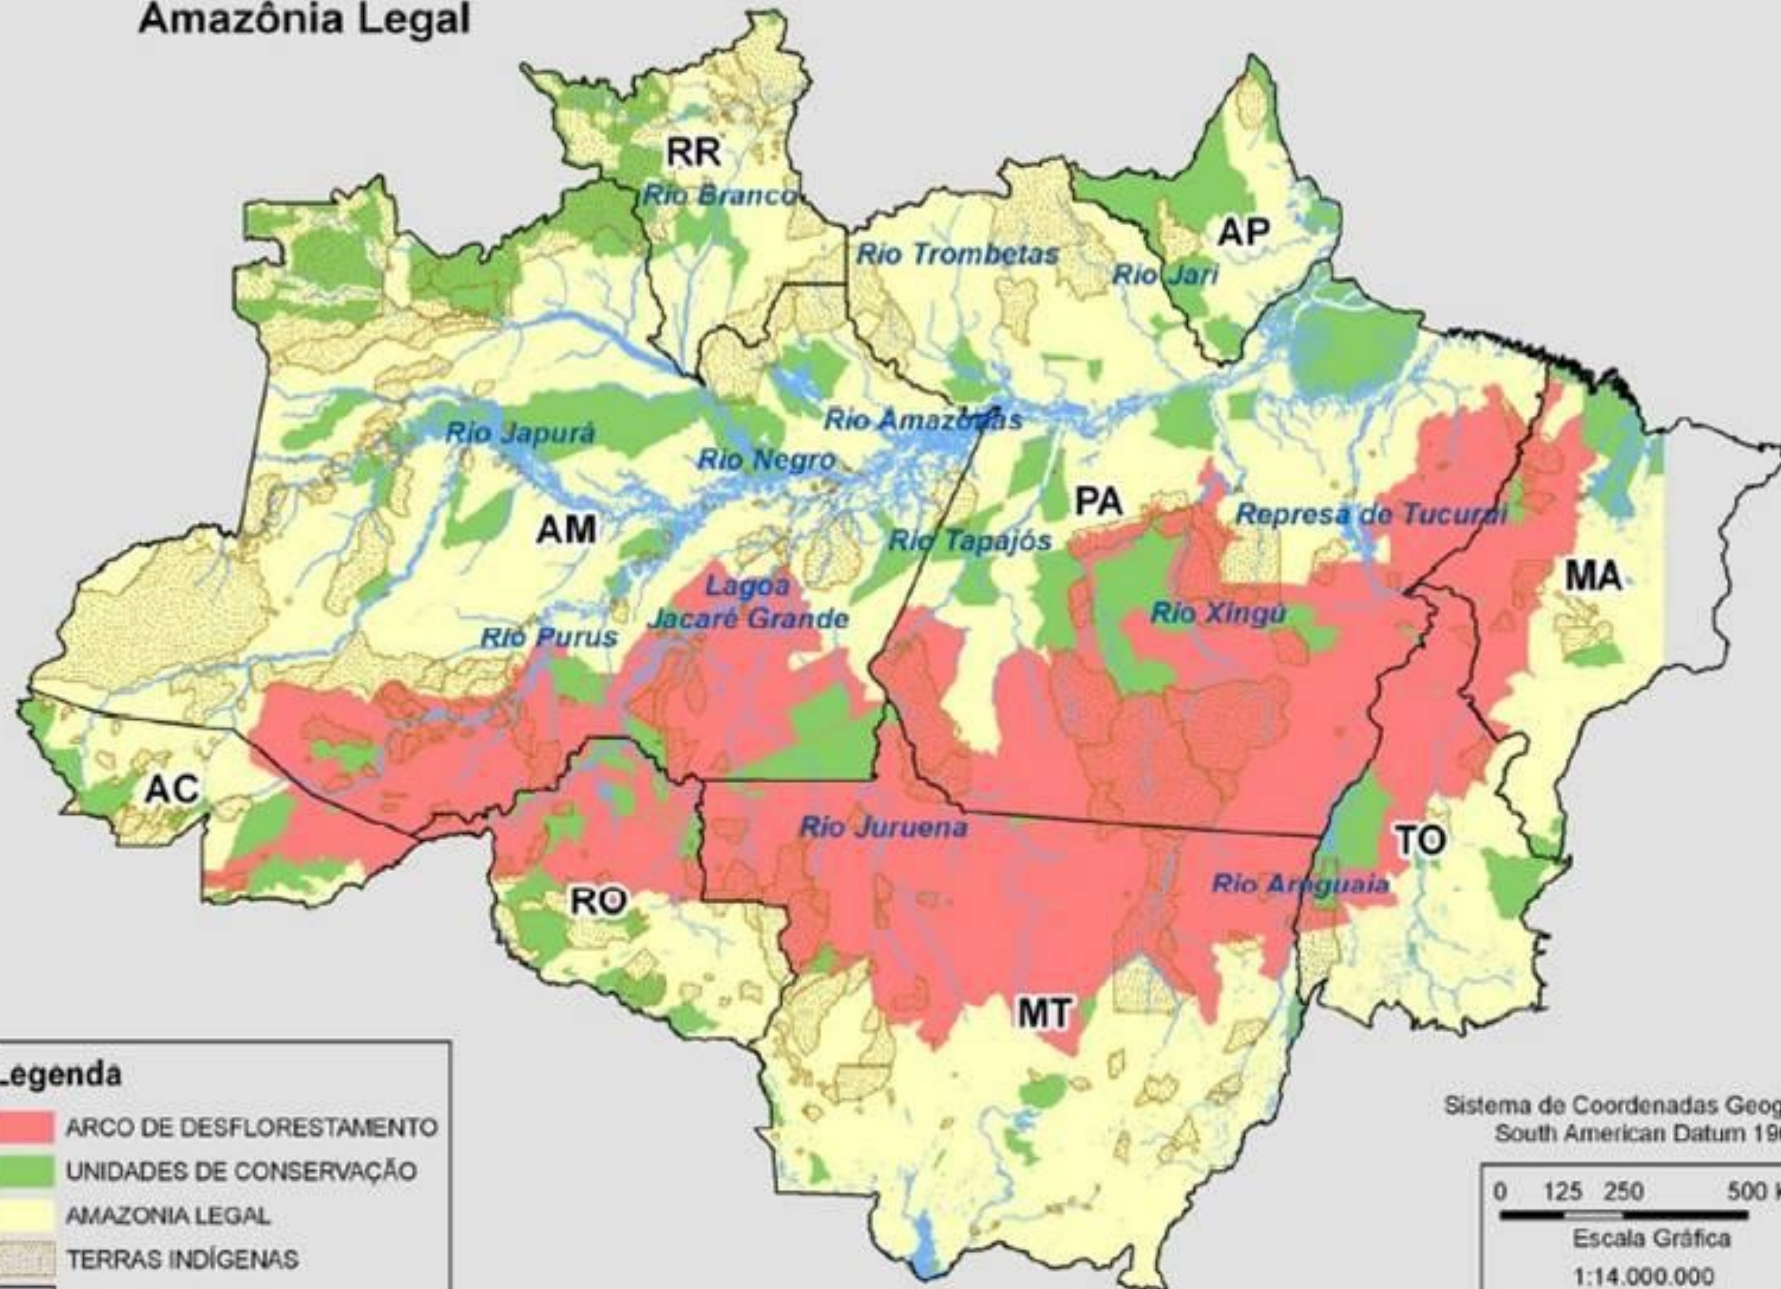 Amazônia Legal
RR
Rio Branco
AP
Rio Trombetas
Rio Jari
Rio Amazonas
Rio Japurá
Rio Negro
PA
AM
Represa de Tucuruí
Rio Tapajós
MA
Lagoa
Jacaré Grande
Rio Xingú
Rio Purus
AC
Rio Juruena
TO
Rio Araguaia
RO
MT
Legenda
ARCO DE DESFLORESTAMENTO
UNIDADES DE CONSERVAÇÃO
AMAZONIA LEGAL
TERRAS INDÍGENAS
Sistema de Coordenadas Geog
South American Datum 19
0 125 250 500 k
Escala Gráfica
1:14.000.000